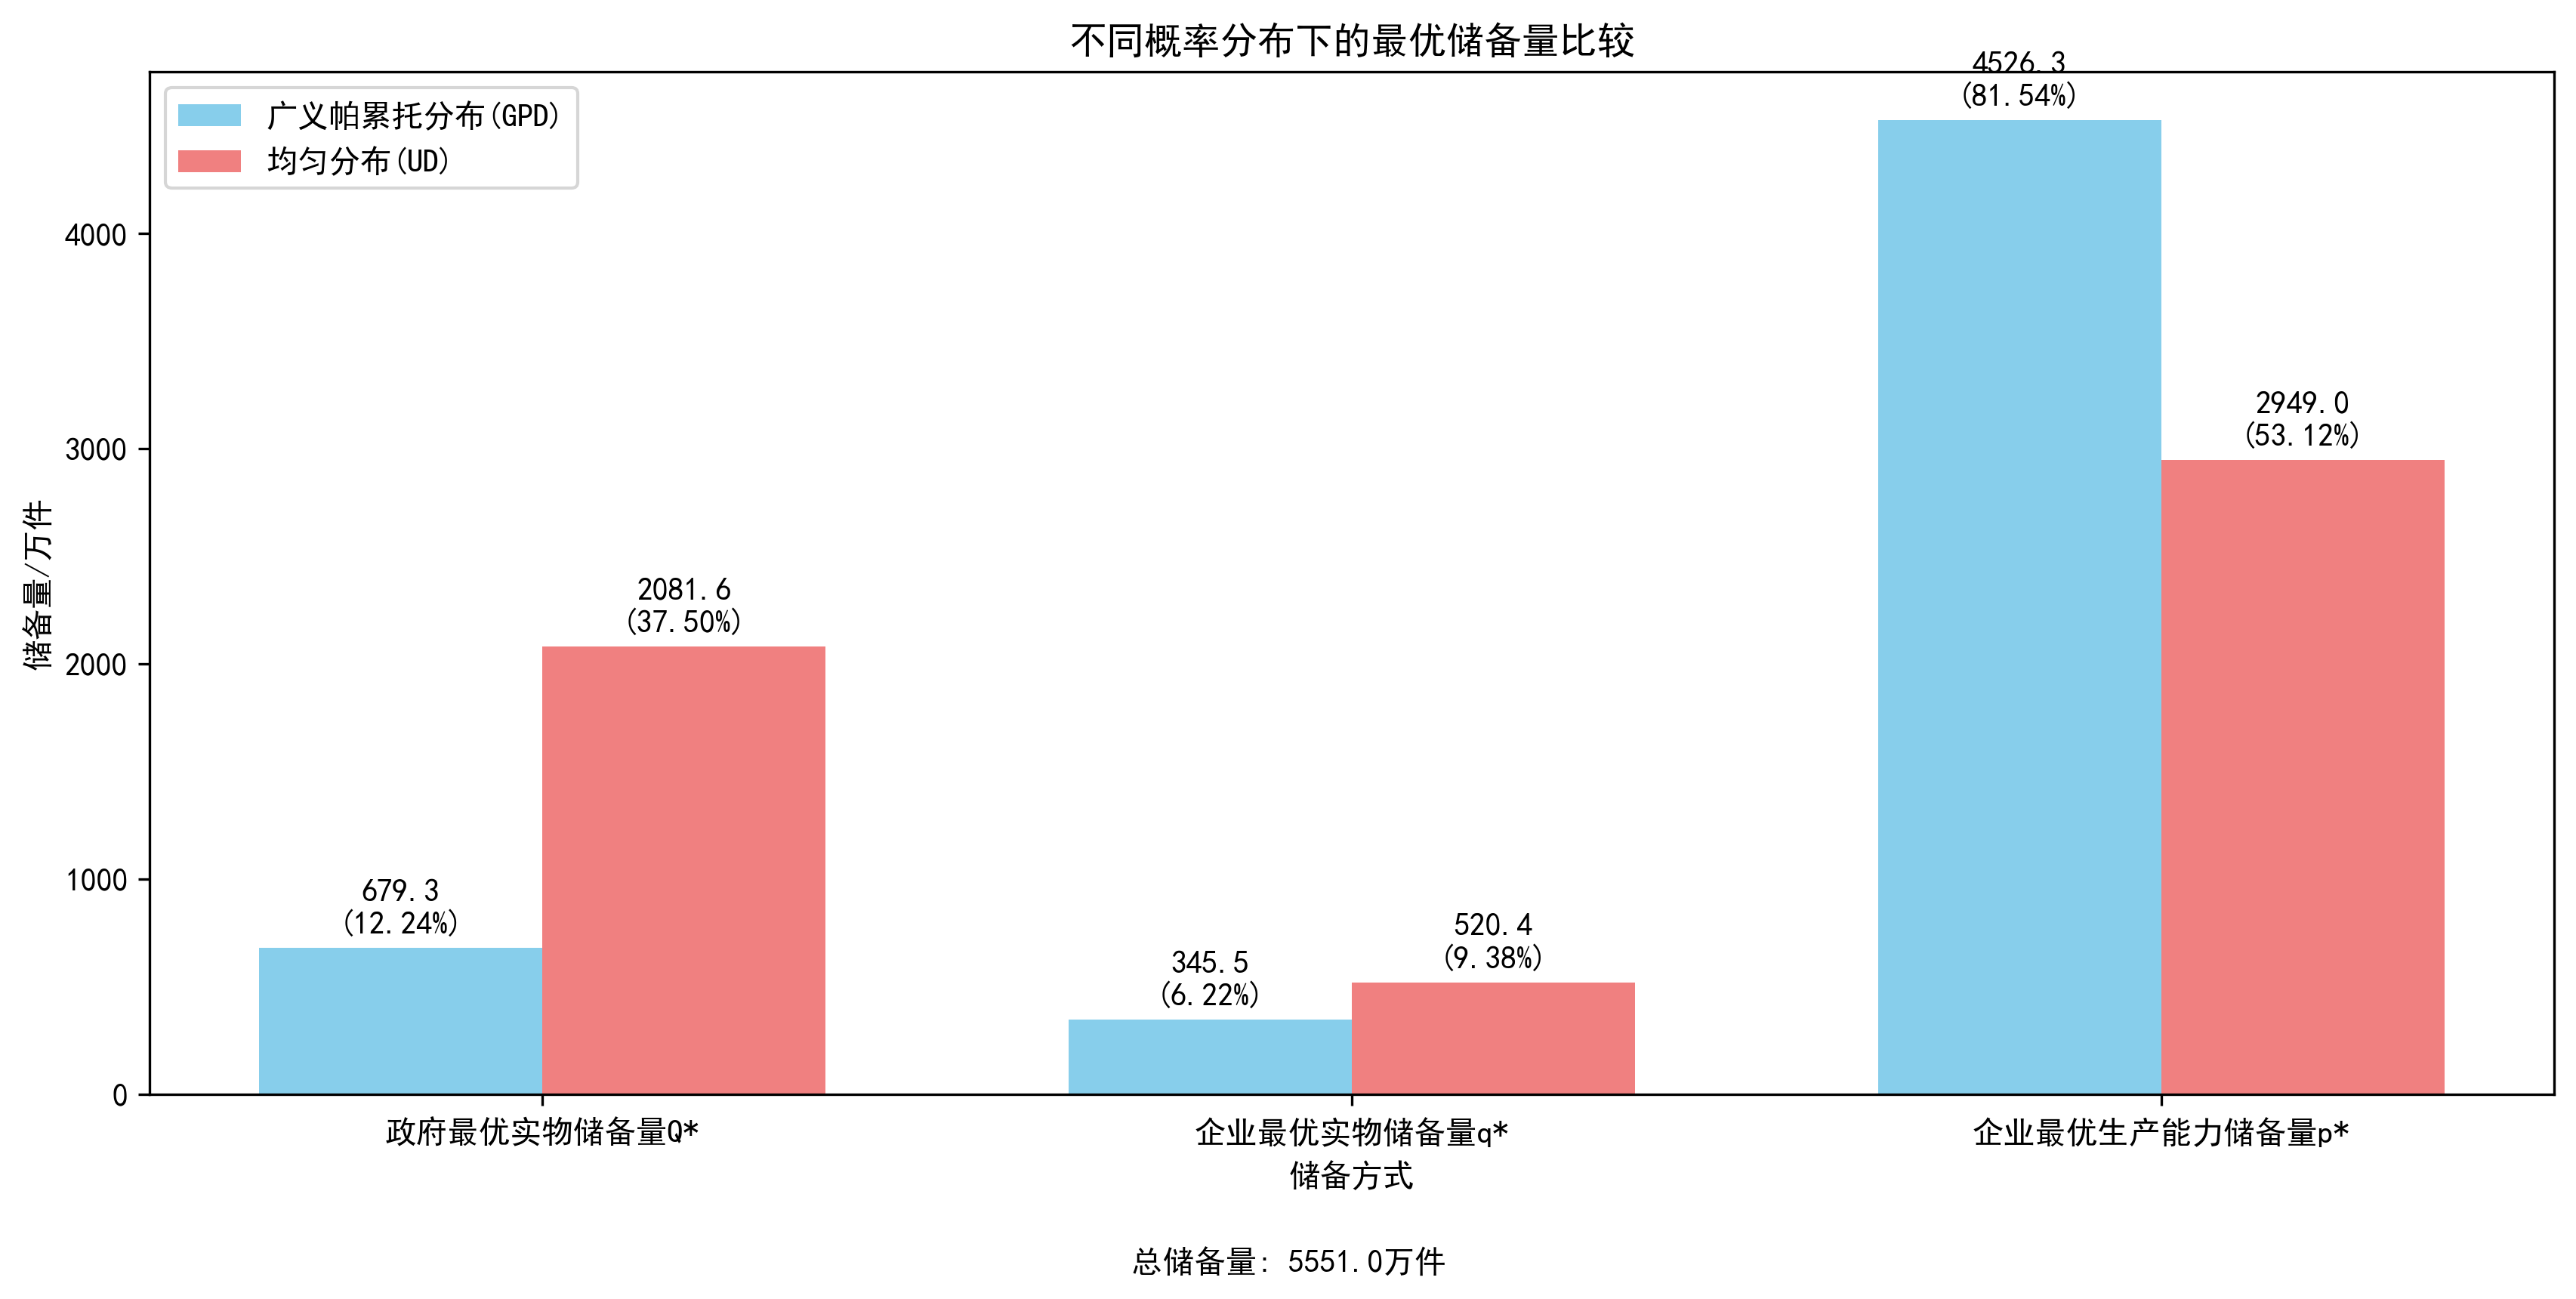 不同概率分布下的最优储备量比较
广义帕累托分布(GPD)
均匀分布(UD)
储备量/万件
4000
3000
2000
1000
0
679.3
(12.24%)
2081.6
(37.50%)
345.5
(6.22%)
520.4
(9.38%)
4526.3
(81.54%)
2949.0
(53.12%)
政府最优实物储备量Q*
企业最优实物储备量q*
企业最优生产能力储备量p*
储备方式
总储备量: 5551.0万件